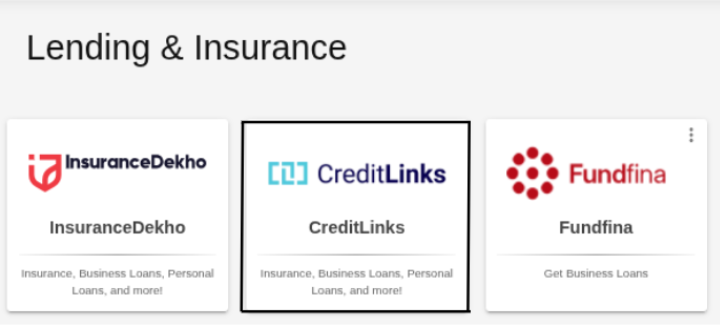 Lending & Insurance
InsuranceDekho
InsuranceDekho
Insurance, Business Loans, Personal
Loans, and more!
CreditLinks
CreditLinks
Insurance, Business Loans, Personal
Loans, and more!
Fundfina
Fundfina
Get Business Loans